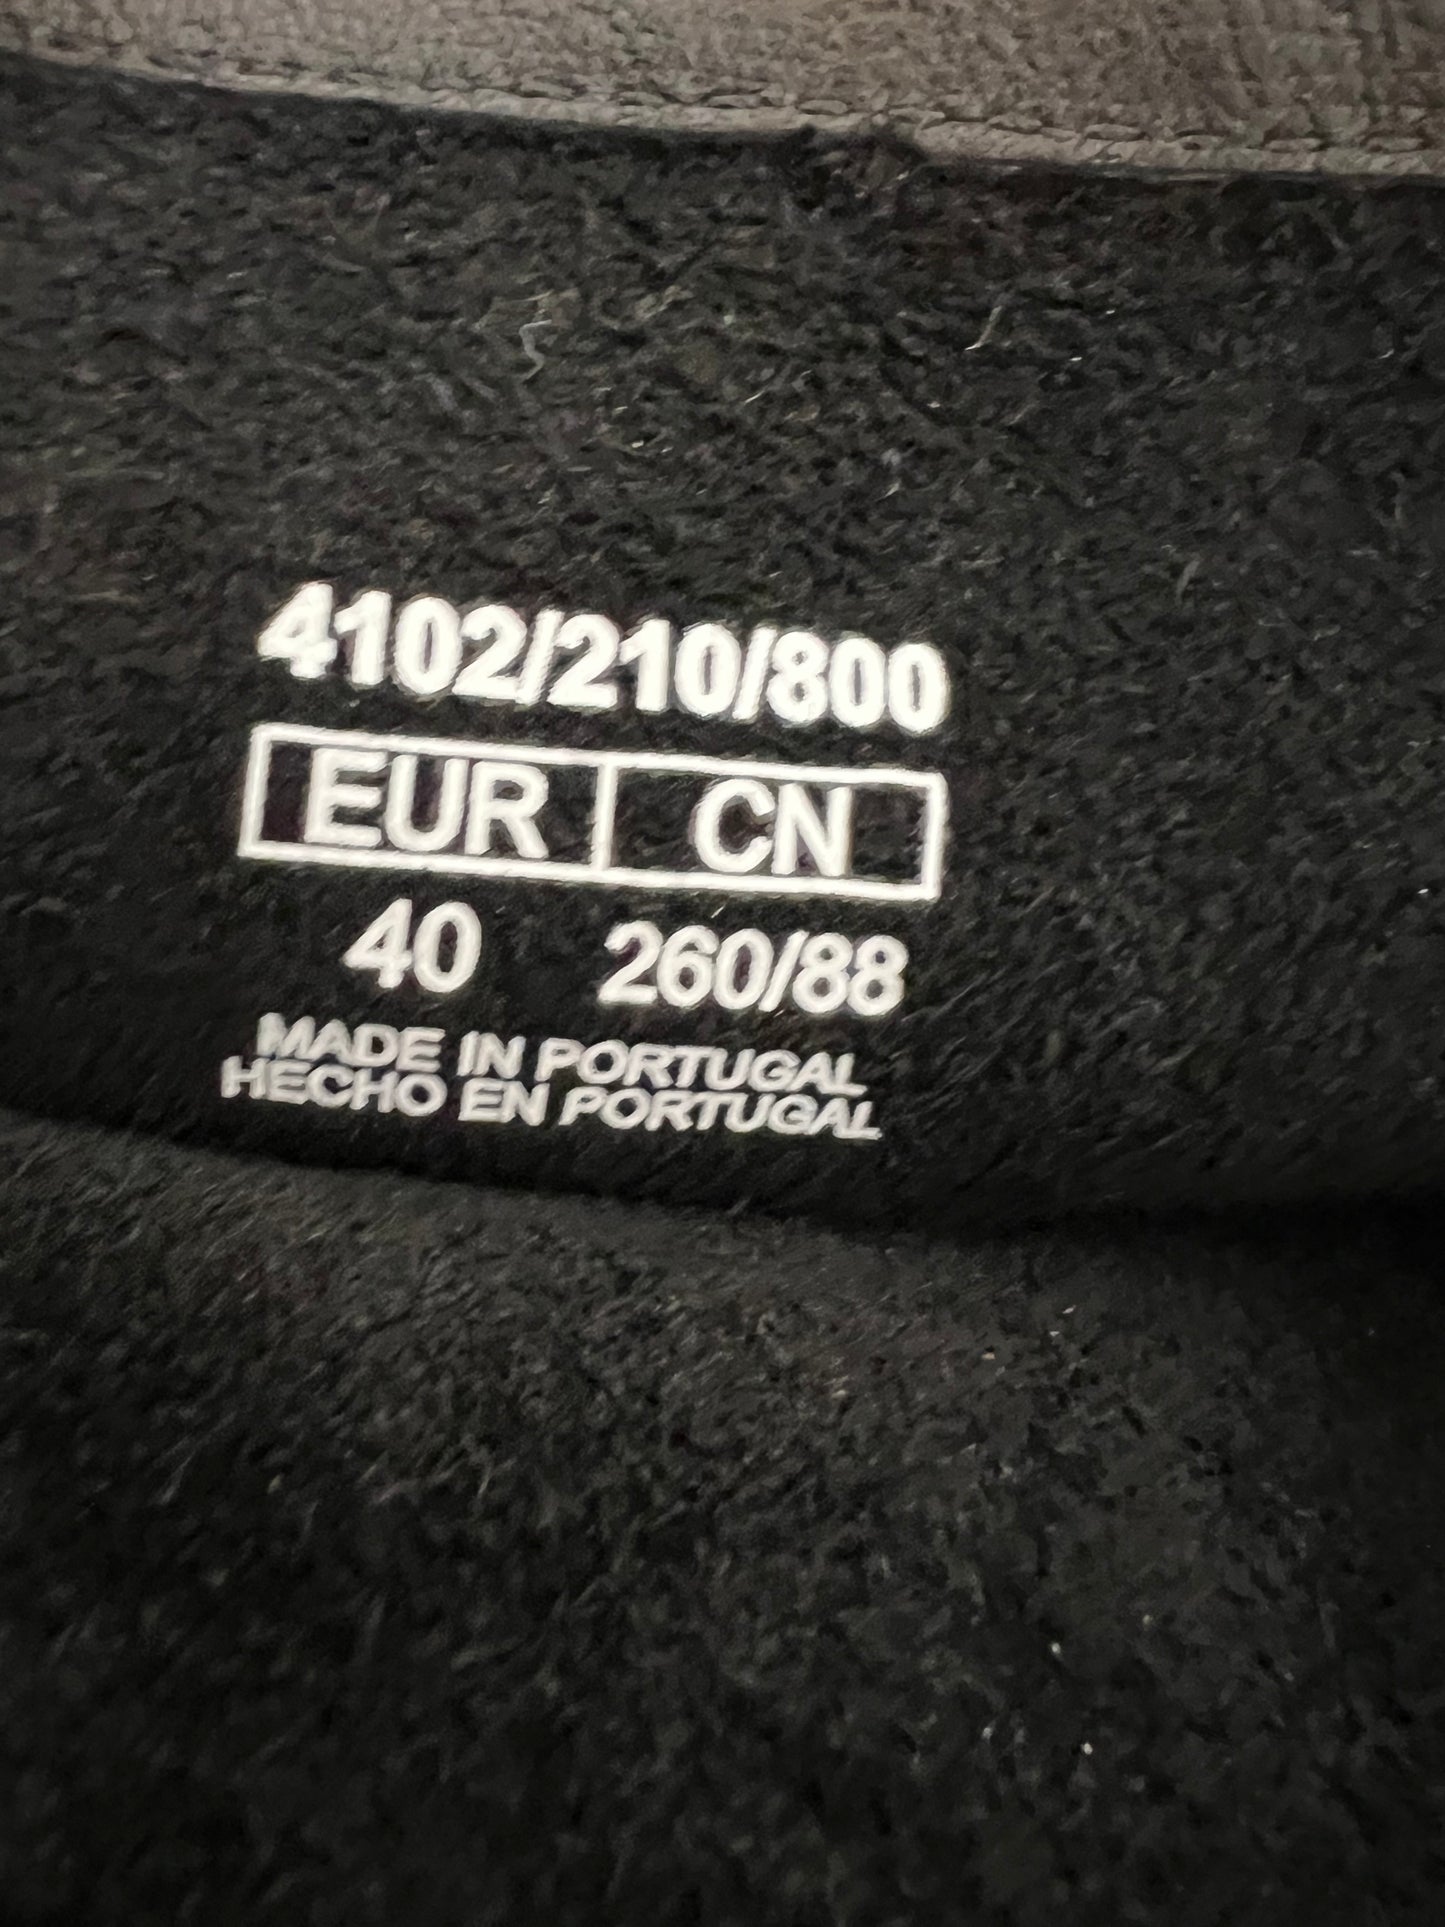 4102/210/800
EUR CN
40 260/88
MADE IN PORTUGAL
HECHO EN PORTUGAL